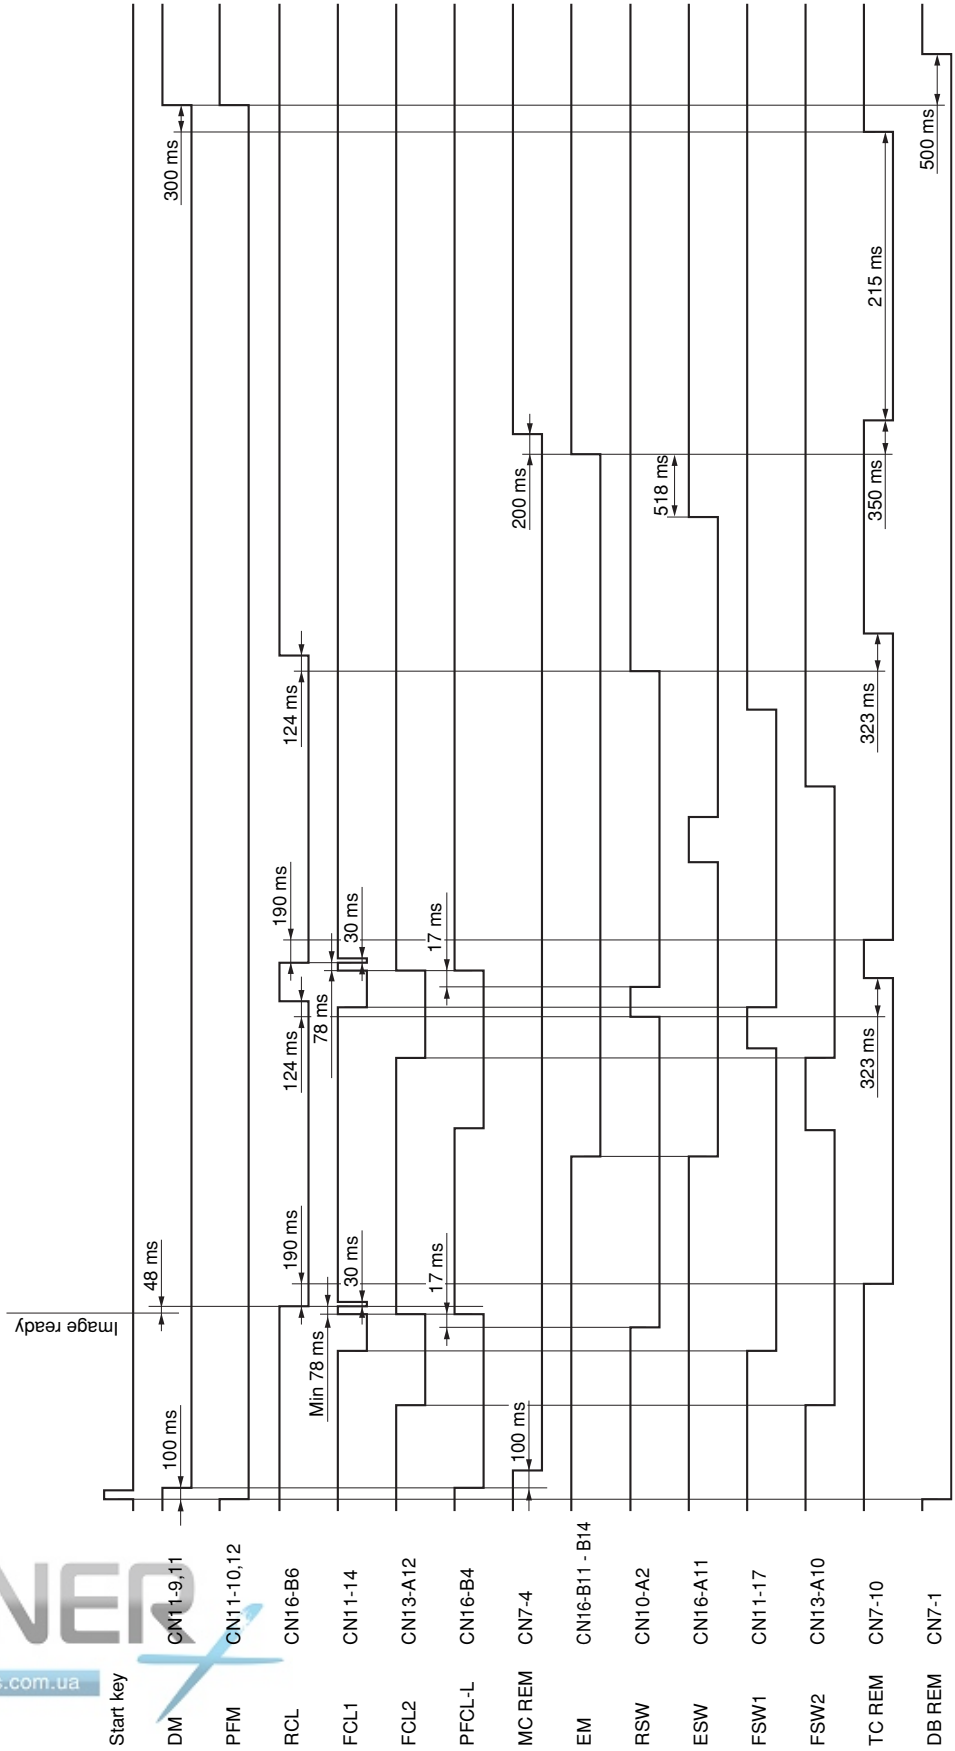 Start key
DM CN11-9,11
PFM CN11-10,12
RCL CN16-B6
FCL1 CN11-14
FCL2 CN13-A12
PFCL-L CN16-B4
MC REM CN7-4
EM CN16-B11 - B14
RSW CN10-A2
ESW CN16-A11
FSW1 CN11-17
FSW2 CN13-A10
TC REM CN7-10
DB REM CN7-1
Image ready
100 ms
48 ms
300 ms
190 ms
124 ms
190 ms
124 ms
Min 78 ms
30 ms
78 ms
30 ms
17 ms
17 ms
100 ms
200 ms
518 ms
323 ms
323 ms
350 ms
215 ms
500 ms
NER
s.com.ua